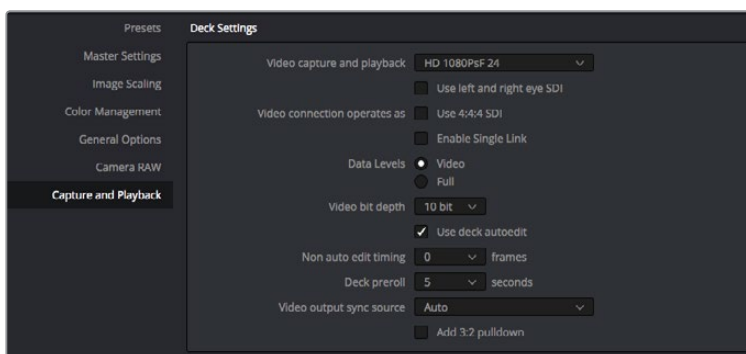 Presets
Master Settings
Image Scaling
Color Management
General Options
Camera RAW
Capture and Playback
Deck Settings
Video capture and playback HD 1080PsF 24
Use left and right eye SDI
Video connection operates as Use 4:4:4 SDI
Enable Single Link
Data Levels Video
Full
Video bit depth 10 bit
Use deck autoedit
Non auto edit timing 0 frames
Deck preroll 5 seconds
Video output sync source Auto
Add 3:2 pulldown